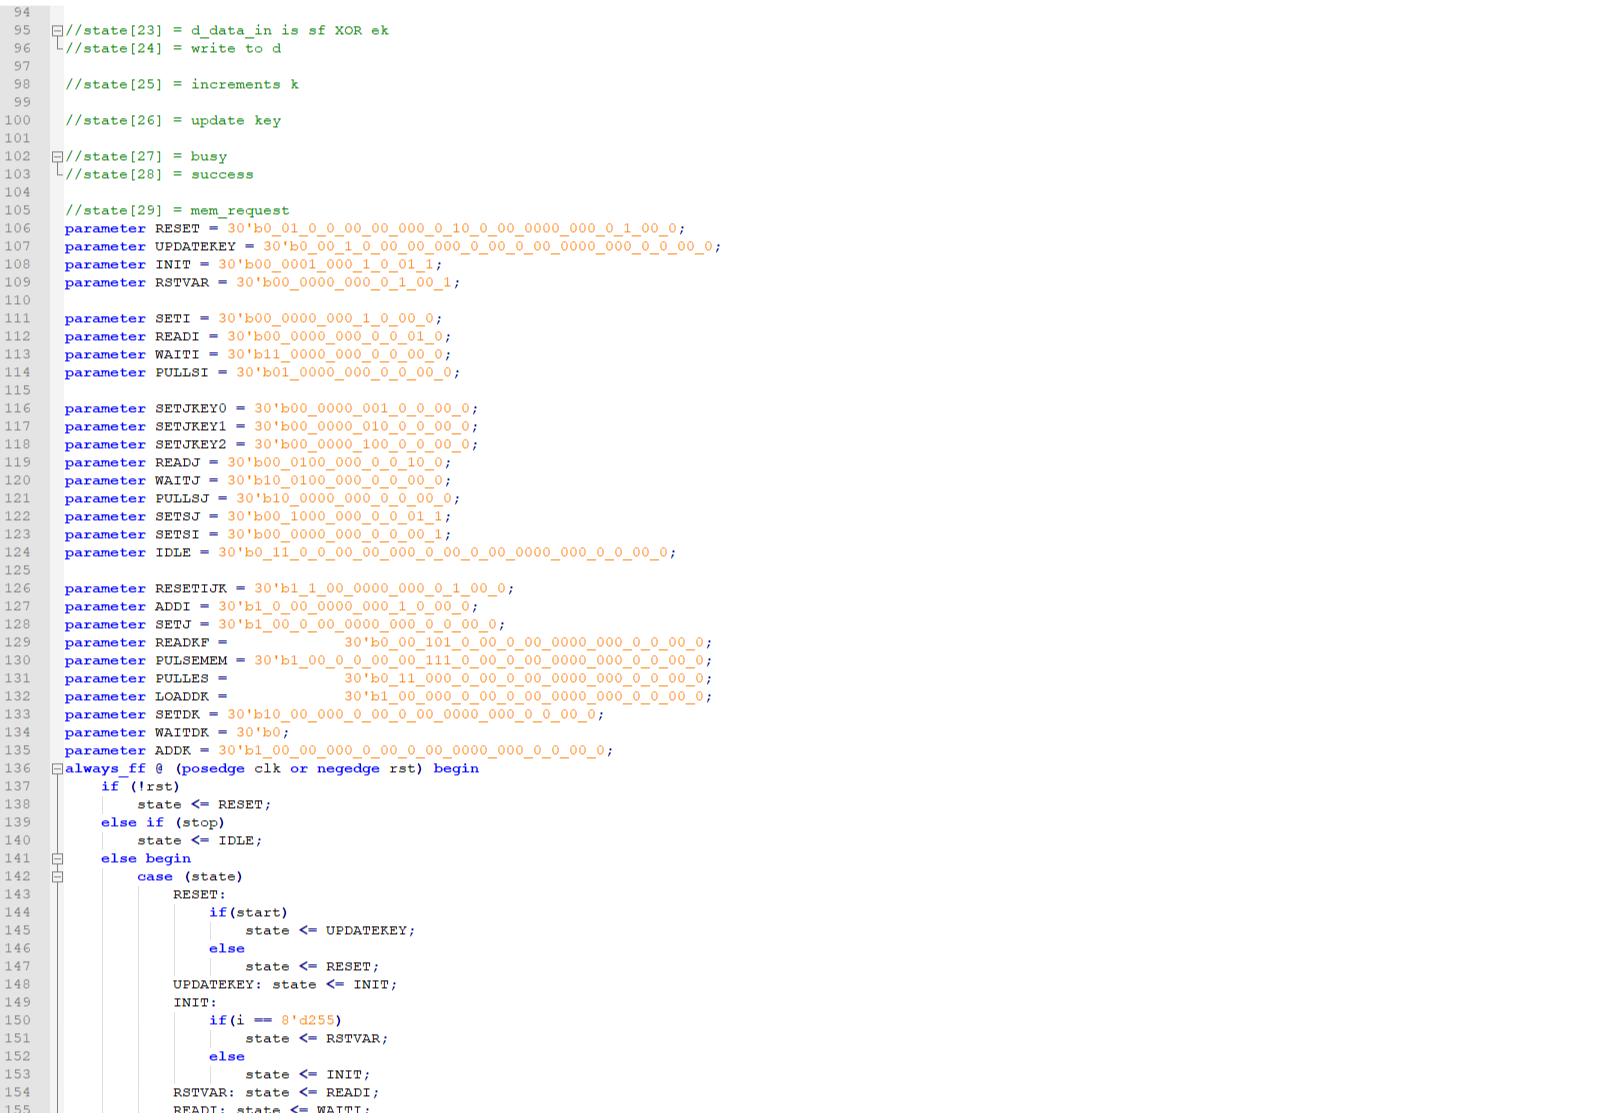 94
95 //state[23] = d_data_in is sf XOR ek
96 //state[24] = write to d
97
98 //state[25] = increments k
99
100 //state[26] = update key
101
102 //state[27] = busy
103 //state[28] = success
104
105 //state[29] = mem_request
106 parameter RESET = 30'b0_01_0_0_00_00_000_0_10_0_00_0000_000_0_1_00_0;
107 parameter UPDATEKEY = 30'b0_00_1_0_00_00_000_0_00_0_00_0000_000_0_0_00_0;
108 parameter INIT = 30'b00_0001_000_1_0_01_1;
109 parameter RSTVAR = 30'b00_0000_000_0_1_00_1;
110
111 parameter SETI = 30'b00_0000_000_1_0_00_0;
112 parameter READI = 30'b00_0000_000_0_0_01_0;
113 parameter WAITI = 30'b11_0000_000_0_0_00_0;
114 parameter PULLSI = 30'b01_0000_000_0_0_00_0;
115
116 parameter SETJKEY0 = 30'b00_0000_001_0_0_00_0;
117 parameter SETJKEY1 = 30'b00_0000_010_0_0_00_0;
118 parameter SETJKEY2 = 30'b00_0000_100_0_0_00_0;
119 parameter READJ = 30'b00_0100_000_0_0_10_0;
120 parameter WAITJ = 30'b10_0100_000_0_0_00_0;
121 parameter PULLSJ = 30'b10_0000_000_0_0_00_0;
122 parameter SETSJ = 30'b00_1000_000_0_0_01_1;
123 parameter SETSI = 30'b00_0000_000_0_0_00_1;
124 parameter IDLE = 30'b0_11_0_0_00_00_000_0_00_0_00_0000_000_0_0_00_0;
125
126 parameter RESETIJK = 30'b1_1_00_0000_000_0_1_00_0;
127 parameter ADDI = 30'b1_0_00_0000_000_1_0_00_0;
128 parameter SETJ = 30'b1_00_0_00_0000_000_0_0_00_0;
129 parameter READKF = 30'b0_00_101_0_00_0_00_0000_000_0_0_00_0;
130 parameter PULSEMEM = 30'b1_00_0_0_00_00_111_0_00_0_00_0000_000_0_0_00_0;
131 parameter PULLES = 30'b0_11_000_0_00_0_00_0000_000_0_0_00_0;
132 parameter LOADDK = 30'b1_00_000_0_00_0_00_0000_000_0_0_00_0;
133 parameter SETDK = 30'b10_00_000_0_00_0_00_0000_000_0_0_00_0;
134 parameter WAITDK = 30'b0;
135 parameter ADDK = 30'b1_00_00_000_0_00_0_00_0000_000_0_0_00_0;
136 always_ff @ (posedge clk or negedge rst) begin
137 if (!rst)
138 state <= RESET;
139 else if (stop)
140 state <= IDLE;
141 else begin
142 case (state)
143 RESET:
144 if(start)
145 state <= UPDATEKEY;
146 else
147 state <= RESET;
148 UPDATEKEY: state <= INIT;
149 INIT:
150 if(i == 8'd255)
151 state <= RSTVAR;
152 else
153 state <= INIT;
154 RSTVAR: state <= READI;
155 READI: state <= WAITI;